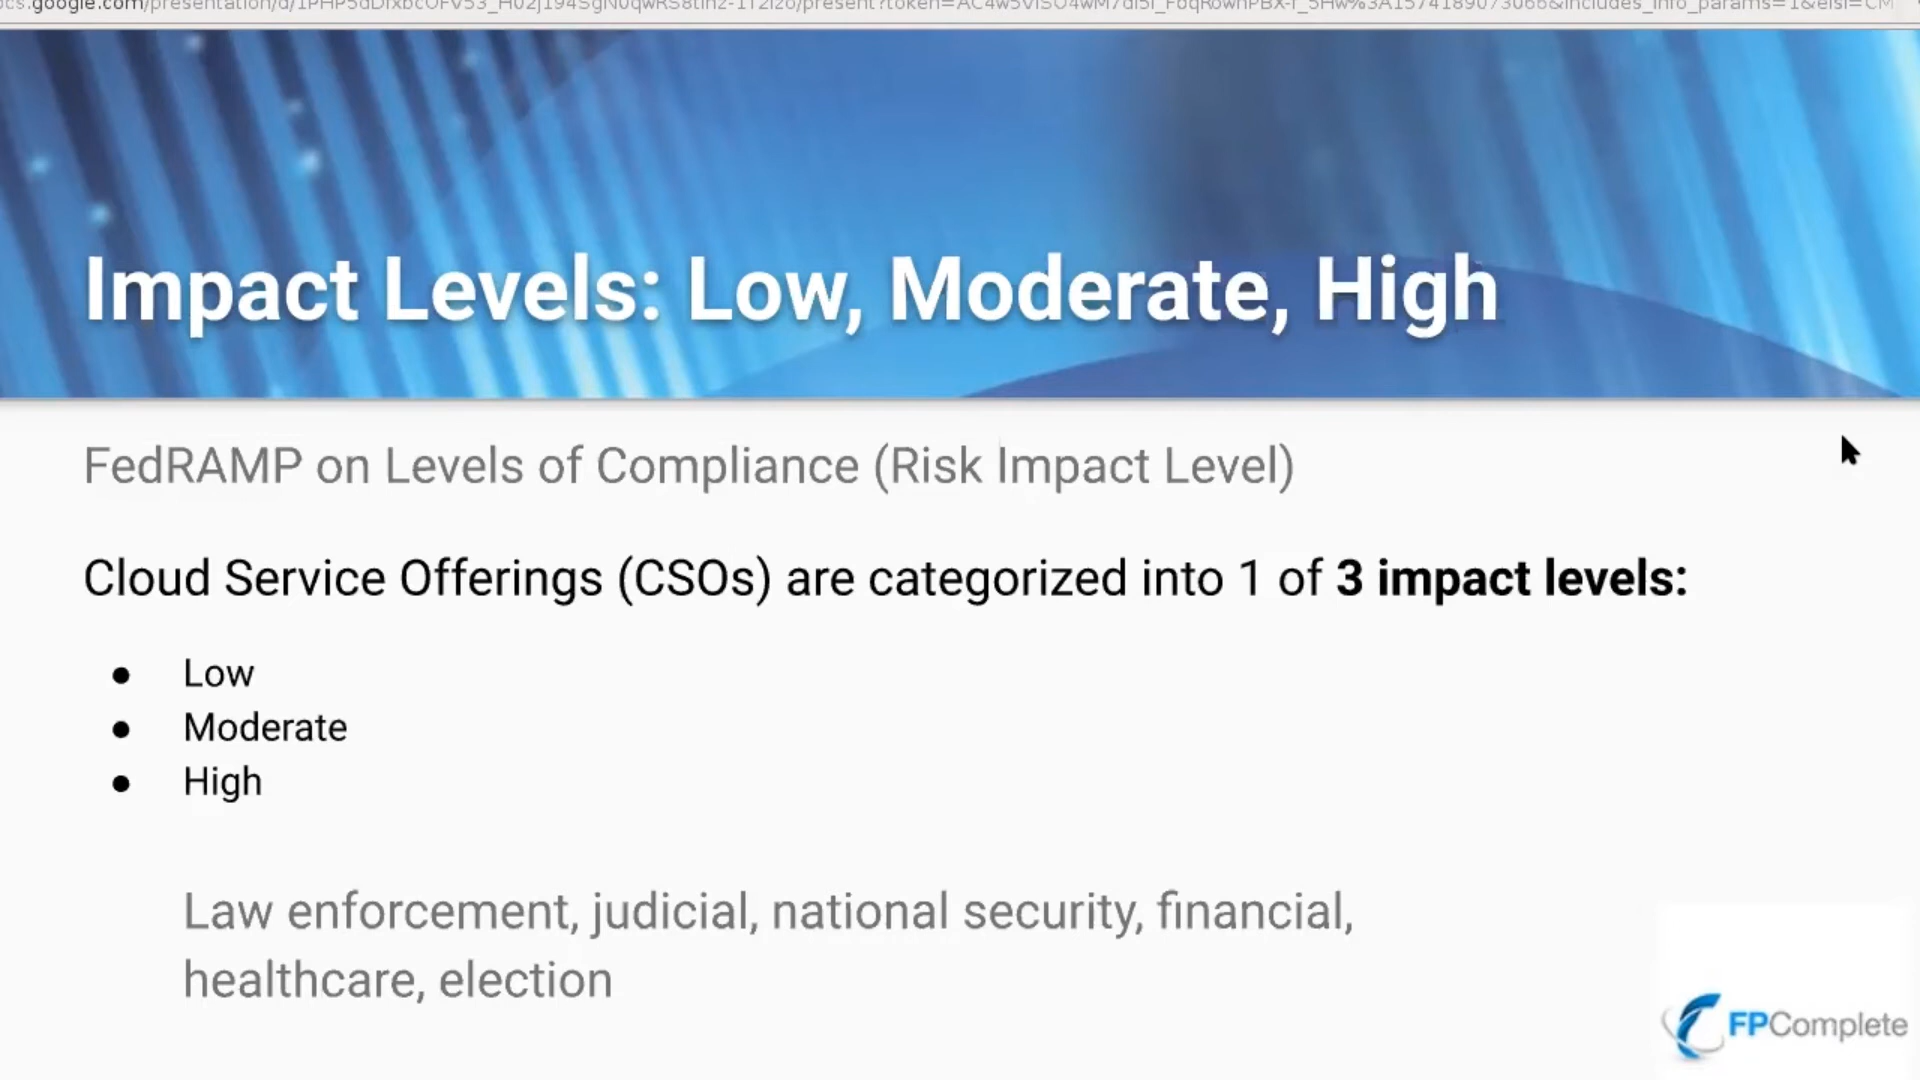 Impact Levels: Low, Moderate, High
FedRAMP on Levels of Compliance (Risk Impact Level)
Cloud Service Offerings (CSOs) are categorized into 1 of 3 impact levels:
● Low
● Moderate
● High
Law enforcement, judicial, national security, financial,
healthcare, election
FPComplete